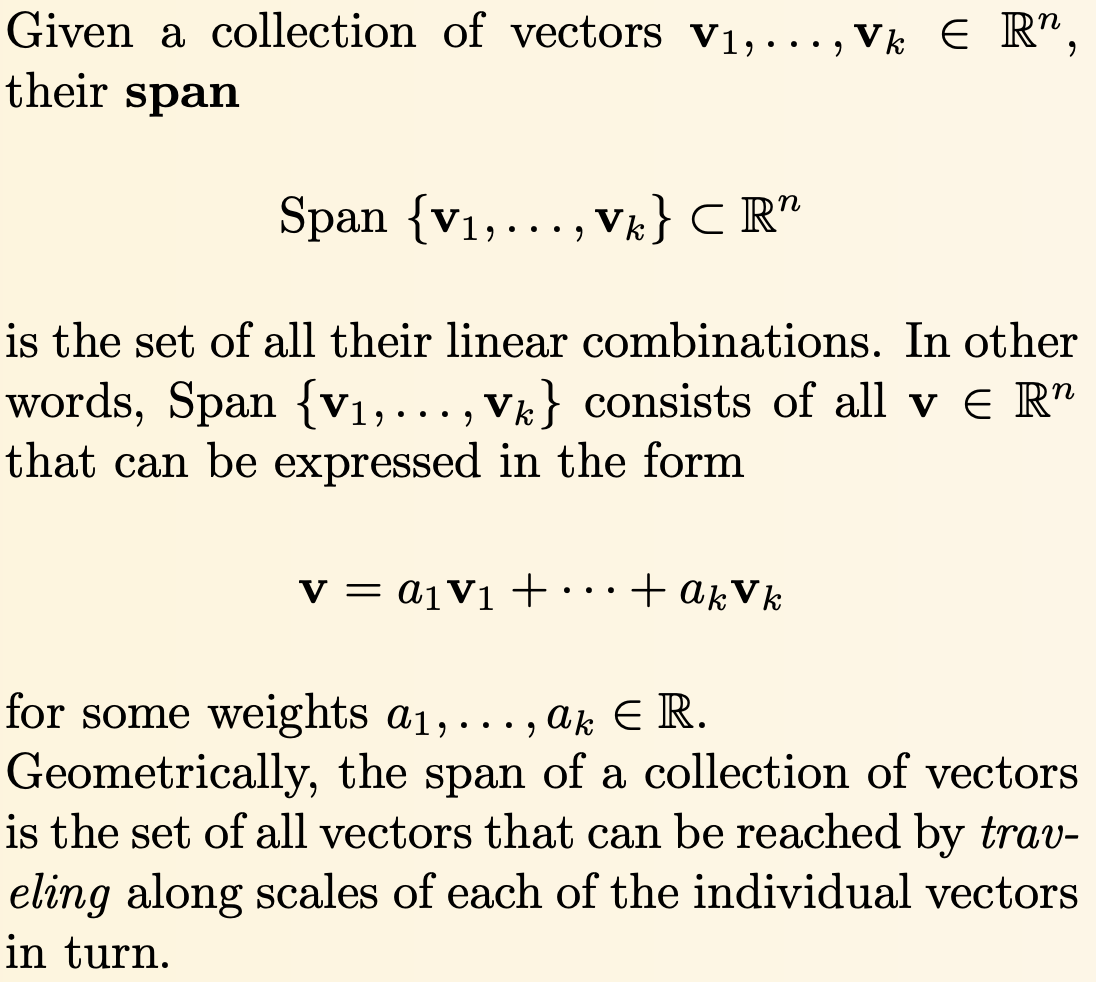 Given a collection of vectors v₁, . . . , vₖ ∈ ℝⁿ,
their span
Span {v₁, . . . , vₖ} ⊂ ℝⁿ
is the set of all their linear combinations. In other
words, Span {v₁, . . . , vₖ} consists of all v ∈ ℝⁿ
that can be expressed in the form
v = a₁v₁ + · · · + aₖvₖ
for some weights a₁, . . . , aₖ ∈ ℝ.
Geometrically, the span of a collection of vectors
is the set of all vectors that can be reached by trav-
eling along scales of each of the individual vectors
in turn.